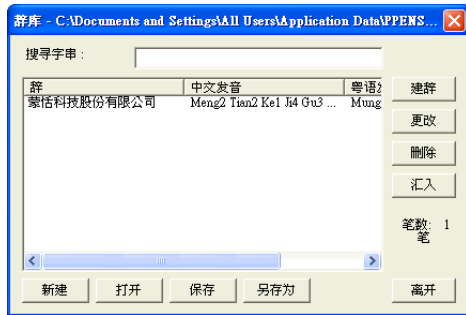 辞库 - C:\Documents and Settings\All Users\Application Data\PPENS...
搜寻字串：
辞 中文发音 粤语发
蒙恬科技股份有限公司 Meng2 Tian2 Ke1 Ji4 Gu3 ... Mung
建辞
更改
删除
汇入
笔数: 1
笔
新建 打开 保存 另存为 离开